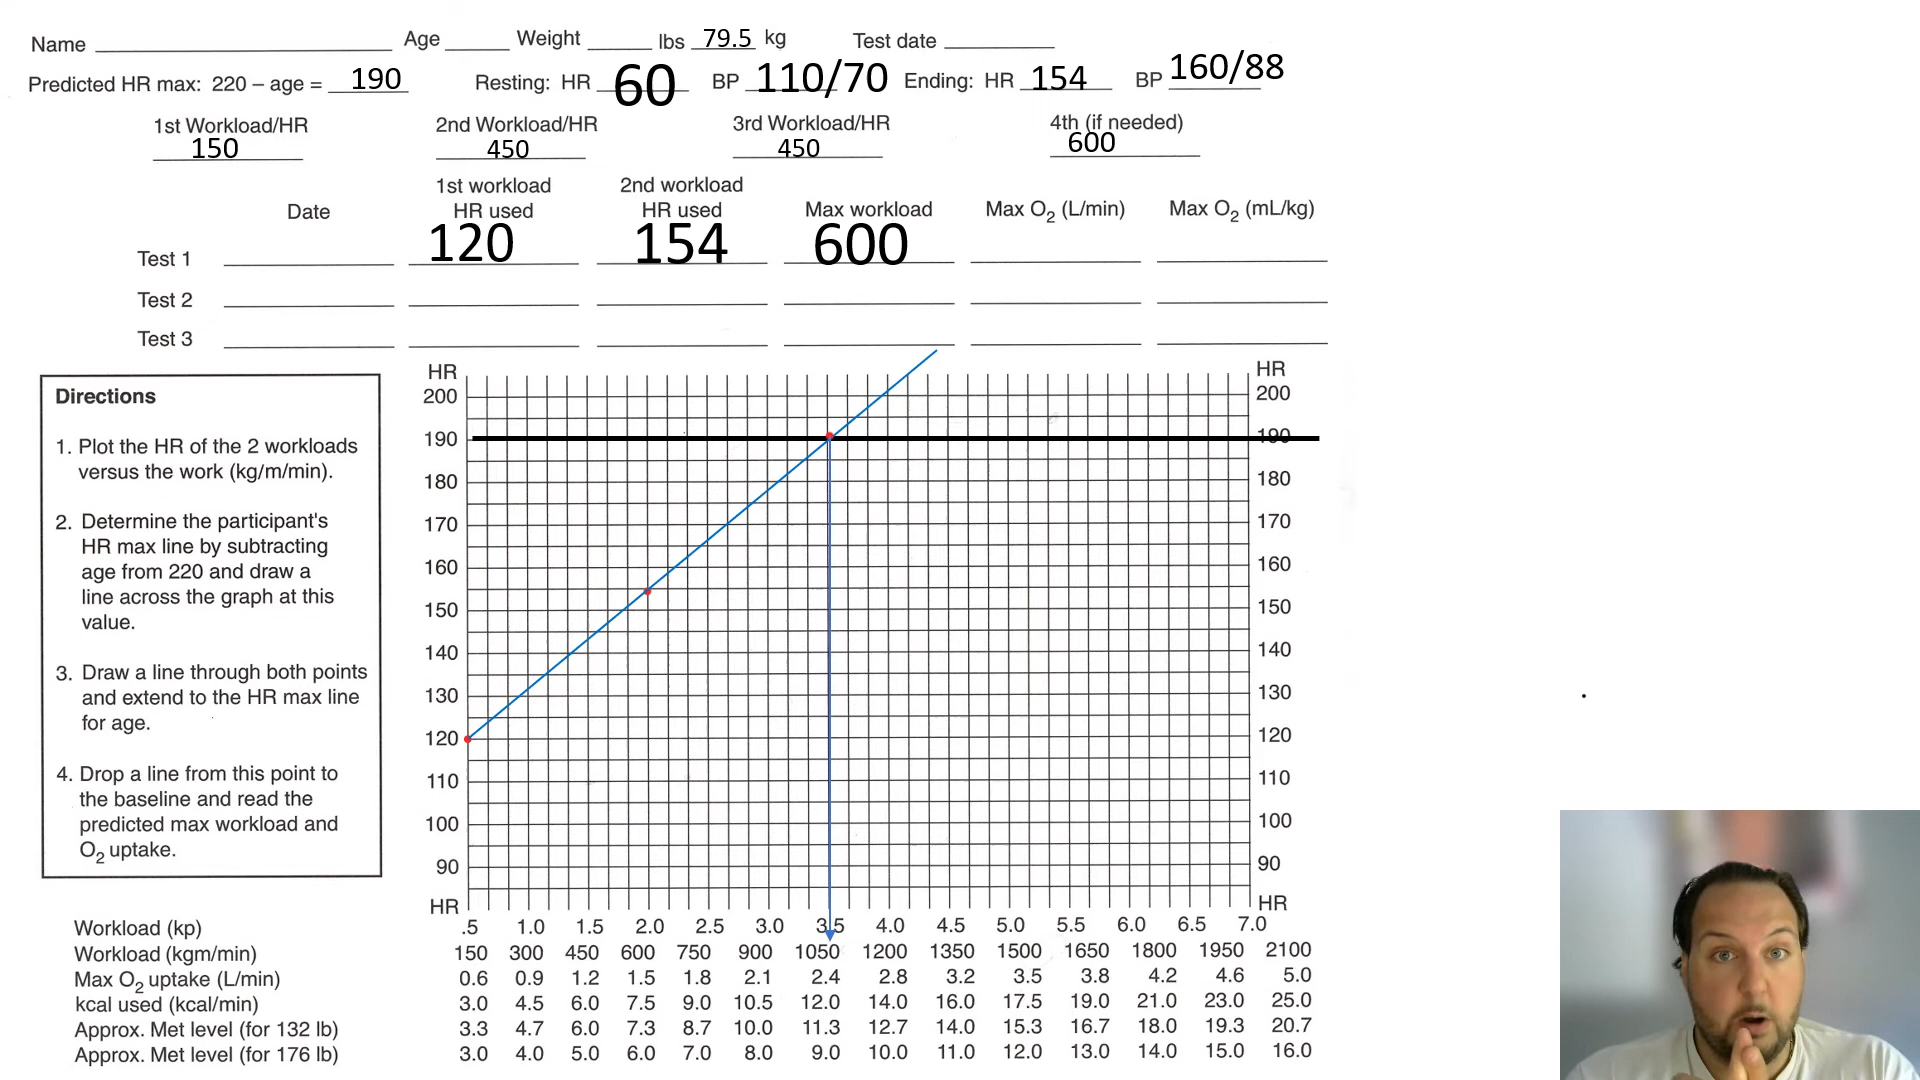 Name Age Weight lbs 79.5 kg Test date
Predicted HR max: 220 – age = 190 Resting: HR 60 BP 110/70 Ending: HR 154 BP 160/88
1st Workload/HR 2nd Workload/HR 3rd Workload/HR 4th (if needed)
150 450 450 600
1st workload 2nd workload
Date HR used HR used Max workload Max O2 (L/min) Max O2 (mL/kg)
Test 1 120 154 600
Test 2
Test 3
Directions
1. Plot the HR of the 2 workloads
versus the work (kg/m/min).
2. Determine the participant's
HR max line by subtracting
age from 220 and draw a
line across the graph at this
value.
3. Draw a line through both points
and extend to the HR max line
for age.
4. Drop a line from this point to
the baseline and read the
predicted max workload and
O2 uptake.
HR HR
200 200
190 190
180 180
170 170
160 160
150 150
140 140
130 130
120 120
110 110
100 100
90 90
HR HR
Workload (kp) .5 1.0 1.5 2.0 2.5 3.0 3.5 4.0 4.5 5.0 5.5 6.0 6.5 7.0
Workload (kgm/min) 150 300 450 600 750 900 1050 1200 1350 1500 1650 1800 1950 2100
Max O2 uptake (L/min) 0.6 0.9 1.2 1.5 1.8 2.1 2.4 2.8 3.2 3.5 3.8 4.2 4.6 5.0
kcal used (kcal/min) 3.0 4.5 6.0 7.5 9.0 10.5 12.0 14.0 16.0 17.5 19.0 21.0 23.0 25.0
Approx. Met level (for 132 lb) 3.3 4.7 6.0 7.3 8.7 10.0 11.3 12.7 14.0 15.3 16.7 18.0 19.3 20.7
Approx. Met level (for 176 lb) 3.0 4.0 5.0 6.0 7.0 8.0 9.0 10.0 11.0 12.0 13.0 14.0 15.0 16.0